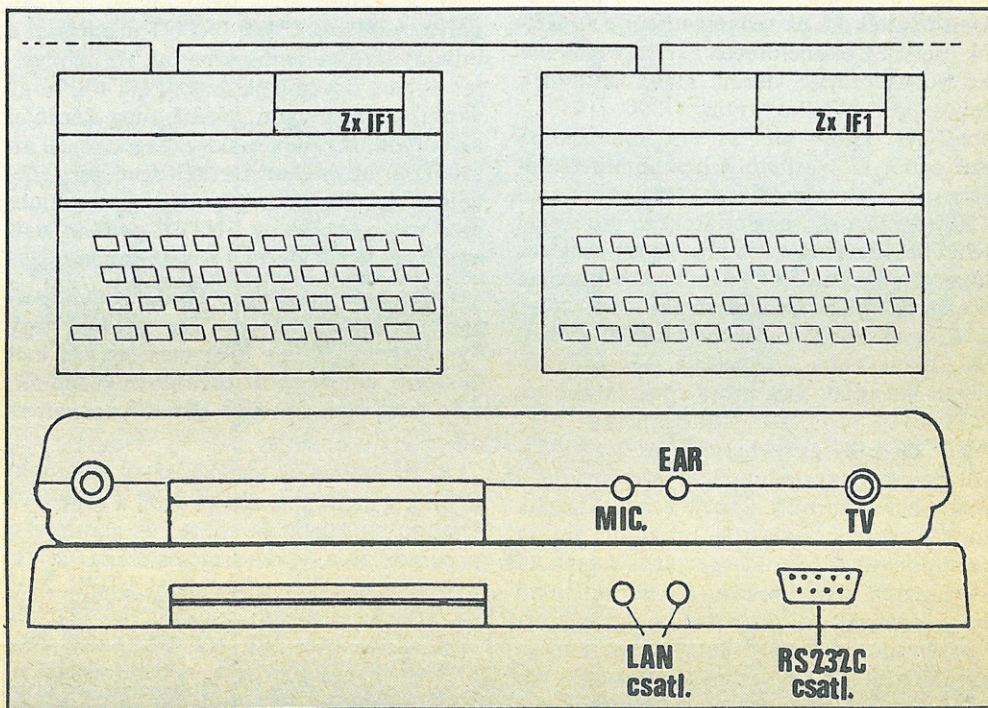 Zx IF1
Zx IF1
EAR
MIC.
TV
LAN
csatl.
RS232C
csatl.